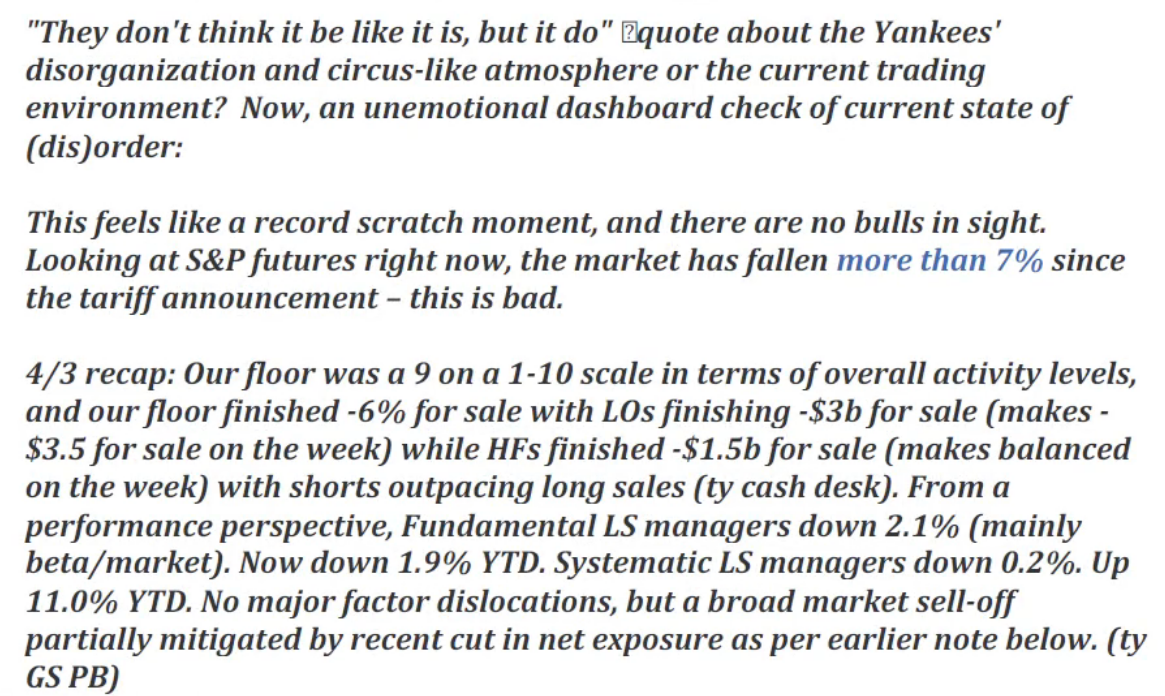 "They don't think it be like it is, but it do" quote about the Yankees'
disorganization and circus-like atmosphere or the current trading
environment?  Now, an unemotional dashboard check of current state of
(dis)order:
This feels like a record scratch moment, and there are no bulls in sight.
Looking at S&P futures right now, the market has fallen more than 7% since
the tariff announcement – this is bad.
4/3 recap: Our floor was a 9 on a 1-10 scale in terms of overall activity levels,
and our floor finished -6% for sale with LOs finishing -$3b for sale (makes -
$3.5 for sale on the week) while HFs finished -$1.5b for sale (makes balanced
on the week) with shorts outpacing long sales (ty cash desk). From a
performance perspective, Fundamental LS managers down 2.1% (mainly
beta/market). Now down 1.9% YTD. Systematic LS managers down 0.2%. Up
11.0% YTD. No major factor dislocations, but a broad market sell-off
partially mitigated by recent cut in net exposure as per earlier note below. (ty
GS PB)